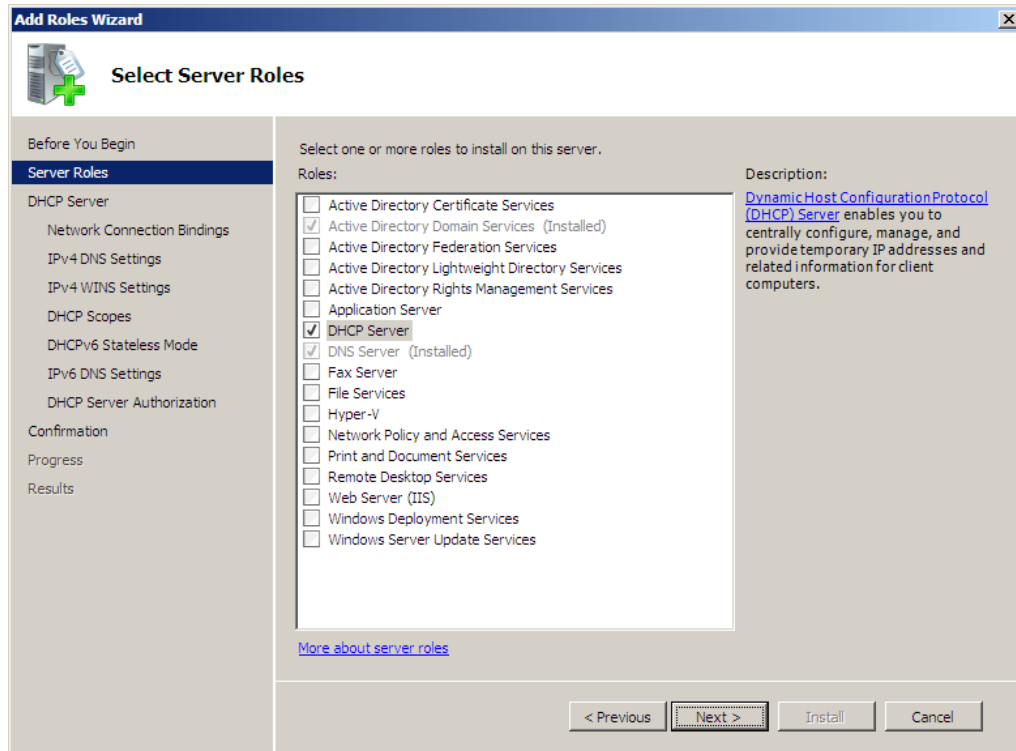 Add Roles Wizard
Select Server Roles
Before You Begin
Server Roles
DHCP Server
Network Connection Bindings
IPv4 DNS Settings
IPv4 WINS Settings
DHCP Scopes
DHCPv6 Stateless Mode
IPv6 DNS Settings
DHCP Server Authorization
Confirmation
Progress
Results
Select one or more roles to install on this server.
Roles:
Active Directory Certificate Services
Active Directory Domain Services (Installed)
Active Directory Federation Services
Active Directory Lightweight Directory Services
Active Directory Rights Management Services
Application Server
DHCP Server
DNS Server (Installed)
Fax Server
File Services
Hyper-V
Network Policy and Access Services
Print and Document Services
Remote Desktop Services
Web Server (IIS)
Windows Deployment Services
Windows Server Update Services
More about server roles
Description:
Dynamic Host Configuration Protocol
(DHCP) Server enables you to
centrally configure, manage, and
provide temporary IP addresses and
related information for client
computers.
< Previous
Next >
Install
Cancel